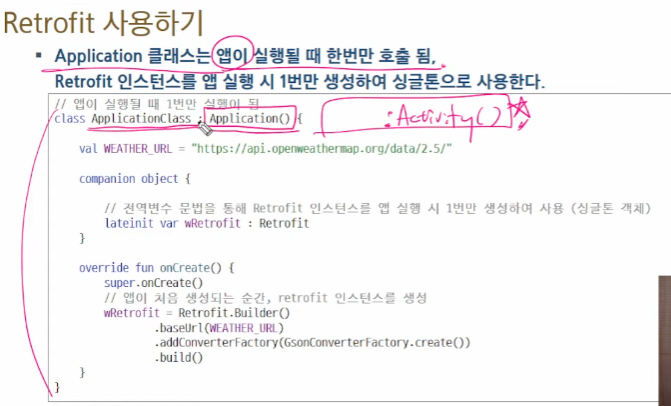 Retrofit 사용하기
▪ Application 클래스는 앱이 실행될 때 한번만 호출 됨,
Retrofit 인스턴스를 앱 실행 시 1번만 생성하여 싱글톤으로 사용한다.
// 앱이 실행될 때 1번만 실행이 됨
class ApplicationClass : Application() { :Activity()
val WEATHER_URL = "https://api.openweathermap.org/data/2.5/"
companion object {
// 전역변수 문법을 통해 Retrofit 인스턴스를 앱 실행 시 1번만 생성하여 사용 (싱글톤 객체)
lateinit var wRetrofit : Retrofit
}
override fun onCreate() {
super.onCreate()
// 앱이 처음 생성되는 순간, retrofit 인스턴스를 생성
wRetrofit = Retrofit.Builder()
.baseUrl(WEATHER_URL)
.addConverterFactory(GsonConverterFactory.create())
.build()
}
}